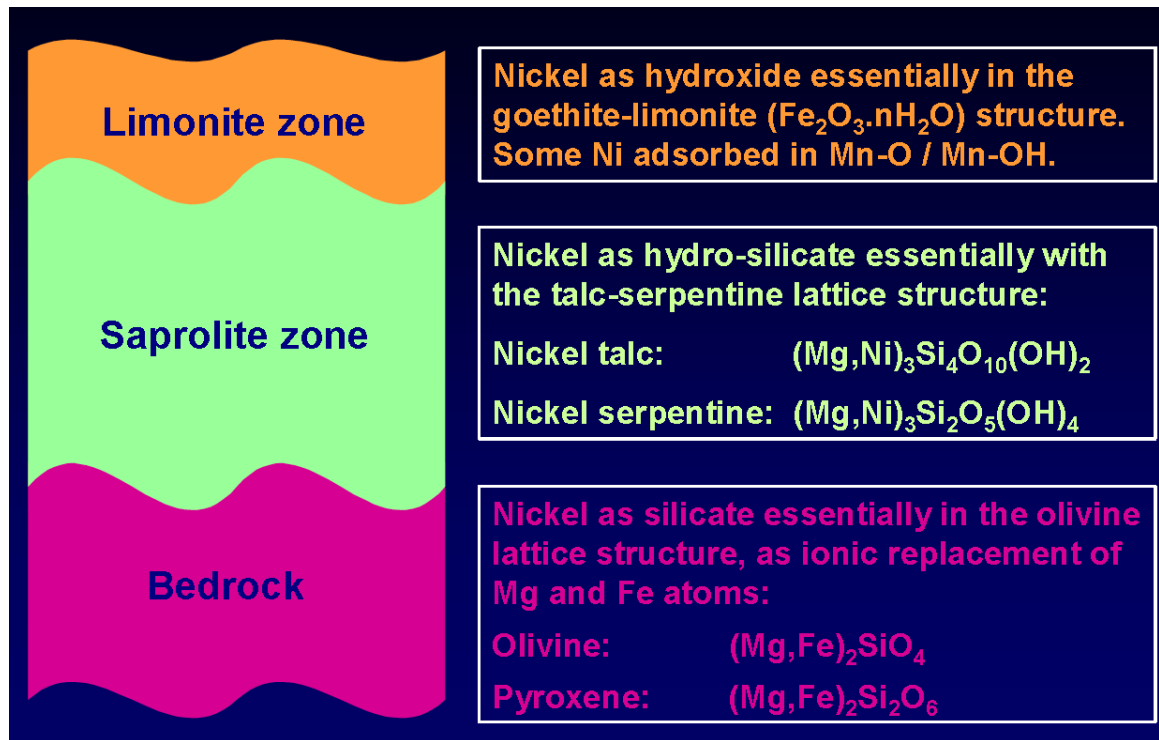 Limonite zone
Nickel as hydroxide essentially in the
goethite-limonite (Fe₂O₃.nH₂O) structure.
Some Ni adsorbed in Mn-O / Mn-OH.
Saprolite zone
Nickel as hydro-silicate essentially with
the talc-serpentine lattice structure:
Nickel talc: (Mg,Ni)₃Si₄O₁₀(OH)₂
Nickel serpentine: (Mg,Ni)₃Si₂O₅(OH)₄
Bedrock
Nickel as silicate essentially in the olivine
lattice structure, as ionic replacement of
Mg and Fe atoms:
Olivine: (Mg,Fe)₂SiO₄
Pyroxene: (Mg,Fe)₂Si₂O₆